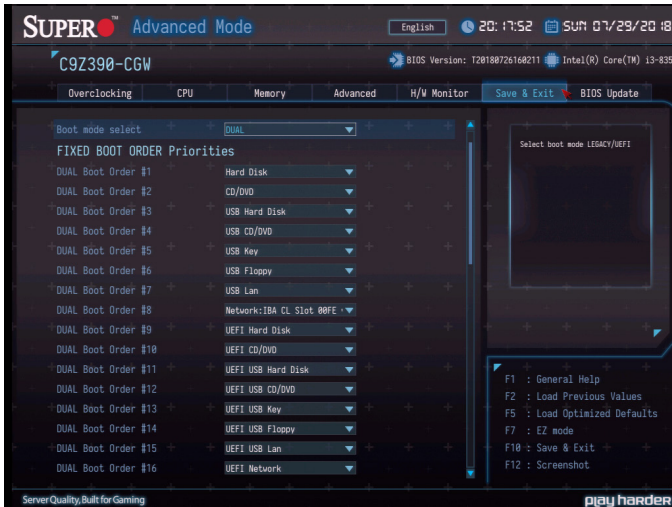 SUPER Advanced Mode English 20:17:52 SUN 07/29/2018
C9Z390-CGW BIOS Version: T20180726160211 Intel(R) Core(TM) i3-835
Overclocking CPU Memory Advanced H/W Monitor Save & Exit BIOS Update
Boot mode select DUAL
FIXED BOOT ORDER Priorities
DUAL Boot Order #1 Hard Disk
DUAL Boot Order #2 CD/DVD
DUAL Boot Order #3 USB Hard Disk
DUAL Boot Order #4 USB CD/DVD
DUAL Boot Order #5 USB Key
DUAL Boot Order #6 USB Floppy
DUAL Boot Order #7 USB Lan
DUAL Boot Order #8 Network:IBA CL Slot 00FE
DUAL Boot Order #9 UEFI Hard Disk
DUAL Boot Order #10 UEFI CD/DVD
DUAL Boot Order #11 UEFI USB Hard Disk
DUAL Boot Order #12 UEFI USB CD/DVD
DUAL Boot Order #13 UEFI USB Key
DUAL Boot Order #14 UEFI USB Floppy
DUAL Boot Order #15 UEFI USB Lan
DUAL Boot Order #16 UEFI Network
Select boot mode LEGACY/UEFI
F1 : General Help
F2 : Load Previous Values
F5 : Load Optimized Defaults
F7 : EZ mode
F10 : Save & Exit
F12 : Screenshot
Server Quality, Built for Gaming
play harder